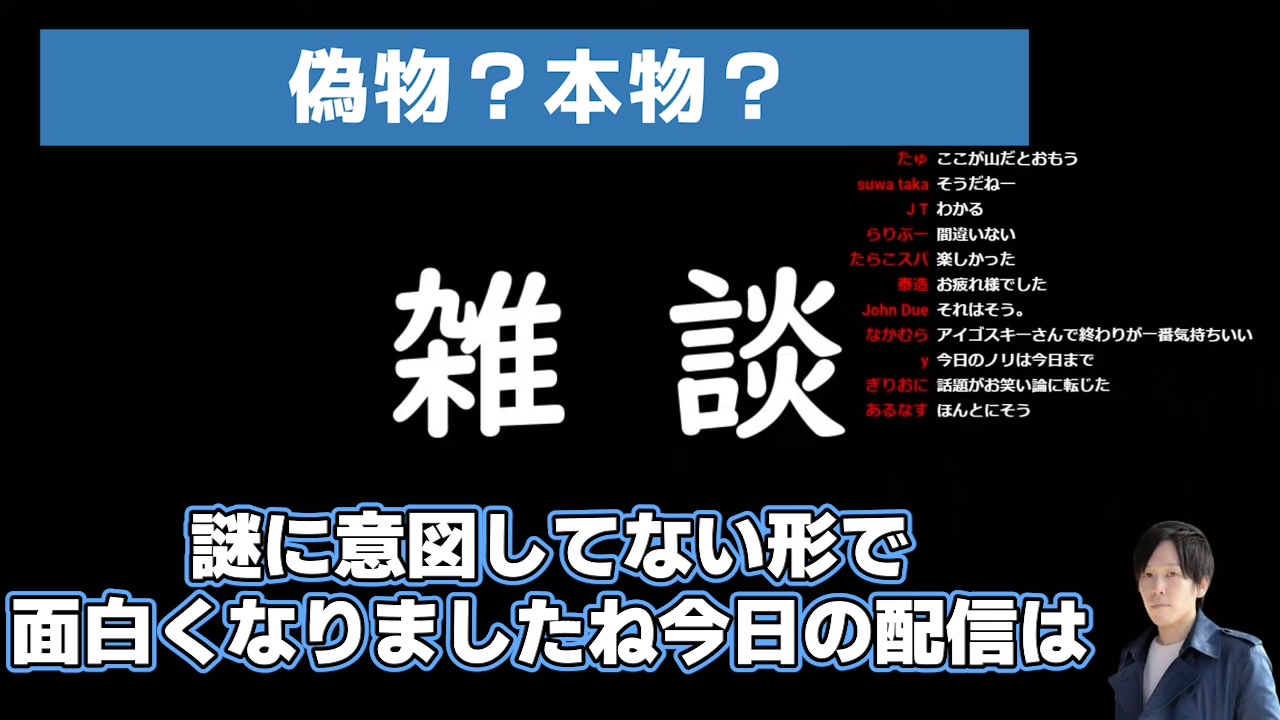 偽物？本物？
たゅ ここが山だとおもう
suwa taka そうだねー
J T わかる
らりぶー 間違いない
たらこスパ 楽しかった
泰造 お疲れ様でした
John Due それはそう。
なかむら アイゴスキーさんで終わりが一番気持ちいい
y 今日のノリは今日まで
ぎりおに 話題がお笑い論に転じた
あるなす ほんとにそう
雑 談
謎に意図してない形で
面白くなりましたね今日の配信は